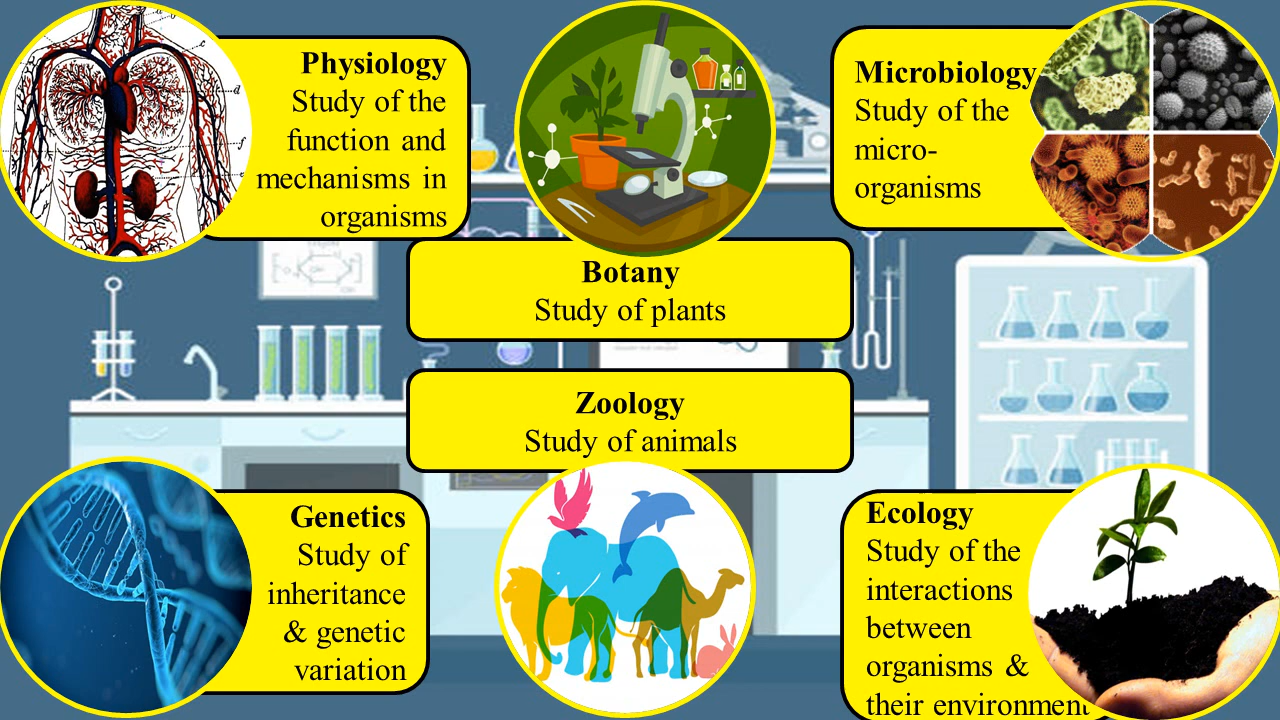 Physiology
Study of the
function and
mechanisms in
organisms
Botany
Study of plants
Microbiology
Study of the
micro-
organisms
Zoology
Study of animals
Genetics
Study of
inheritance
& genetic
variation
Ecology
Study of the
interactions
between
organisms &
their environment